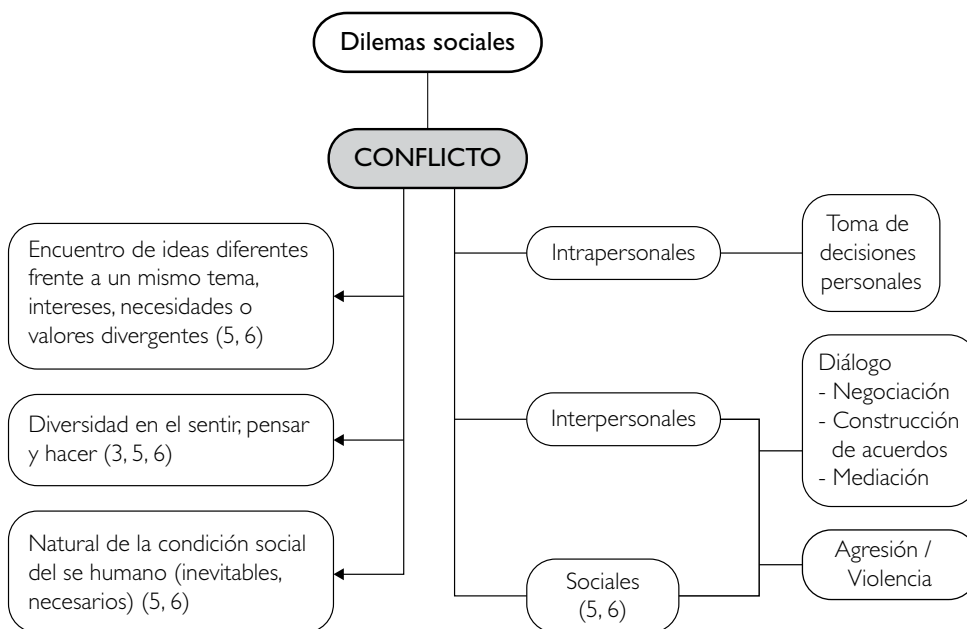 Dilemas sociales
CONFLICTO
Encuentro de ideas diferentes
frente a un mismo tema,
intereses, necesidades o
valores divergentes (5, 6)
Diversidad en el sentir, pensar
y hacer (3, 5, 6)
Natural de la condición social
del se humano (inevitables,
necesarios) (5, 6)
Intrapersonales
Toma de
decisiones
personales
Interpersonales
Diálogo
- Negociación
- Construcción
de acuerdos
- Mediación
Sociales
(5, 6)
Agresión /
Violencia